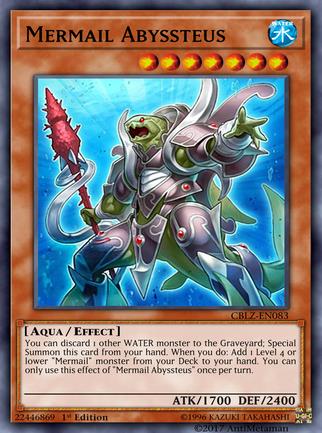 MERMAIL ABYSSTEUS
WATER
水
CBLZ-EN083
[AQUA / EFFECT]
You can discard 1 other WATER monster to the Graveyard; Special
Summon this card from your hand. When you do: Add 1 Level 4 or
lower "Mermail" monster from your Deck to your hand. You can
only use this effect of "Mermail Abyssteus" once per turn.
ATK/1700 DEF/2400
22446869 1st Edition ©1996 KAZUKI TAKAHASHI
©2017 AntiMetaman